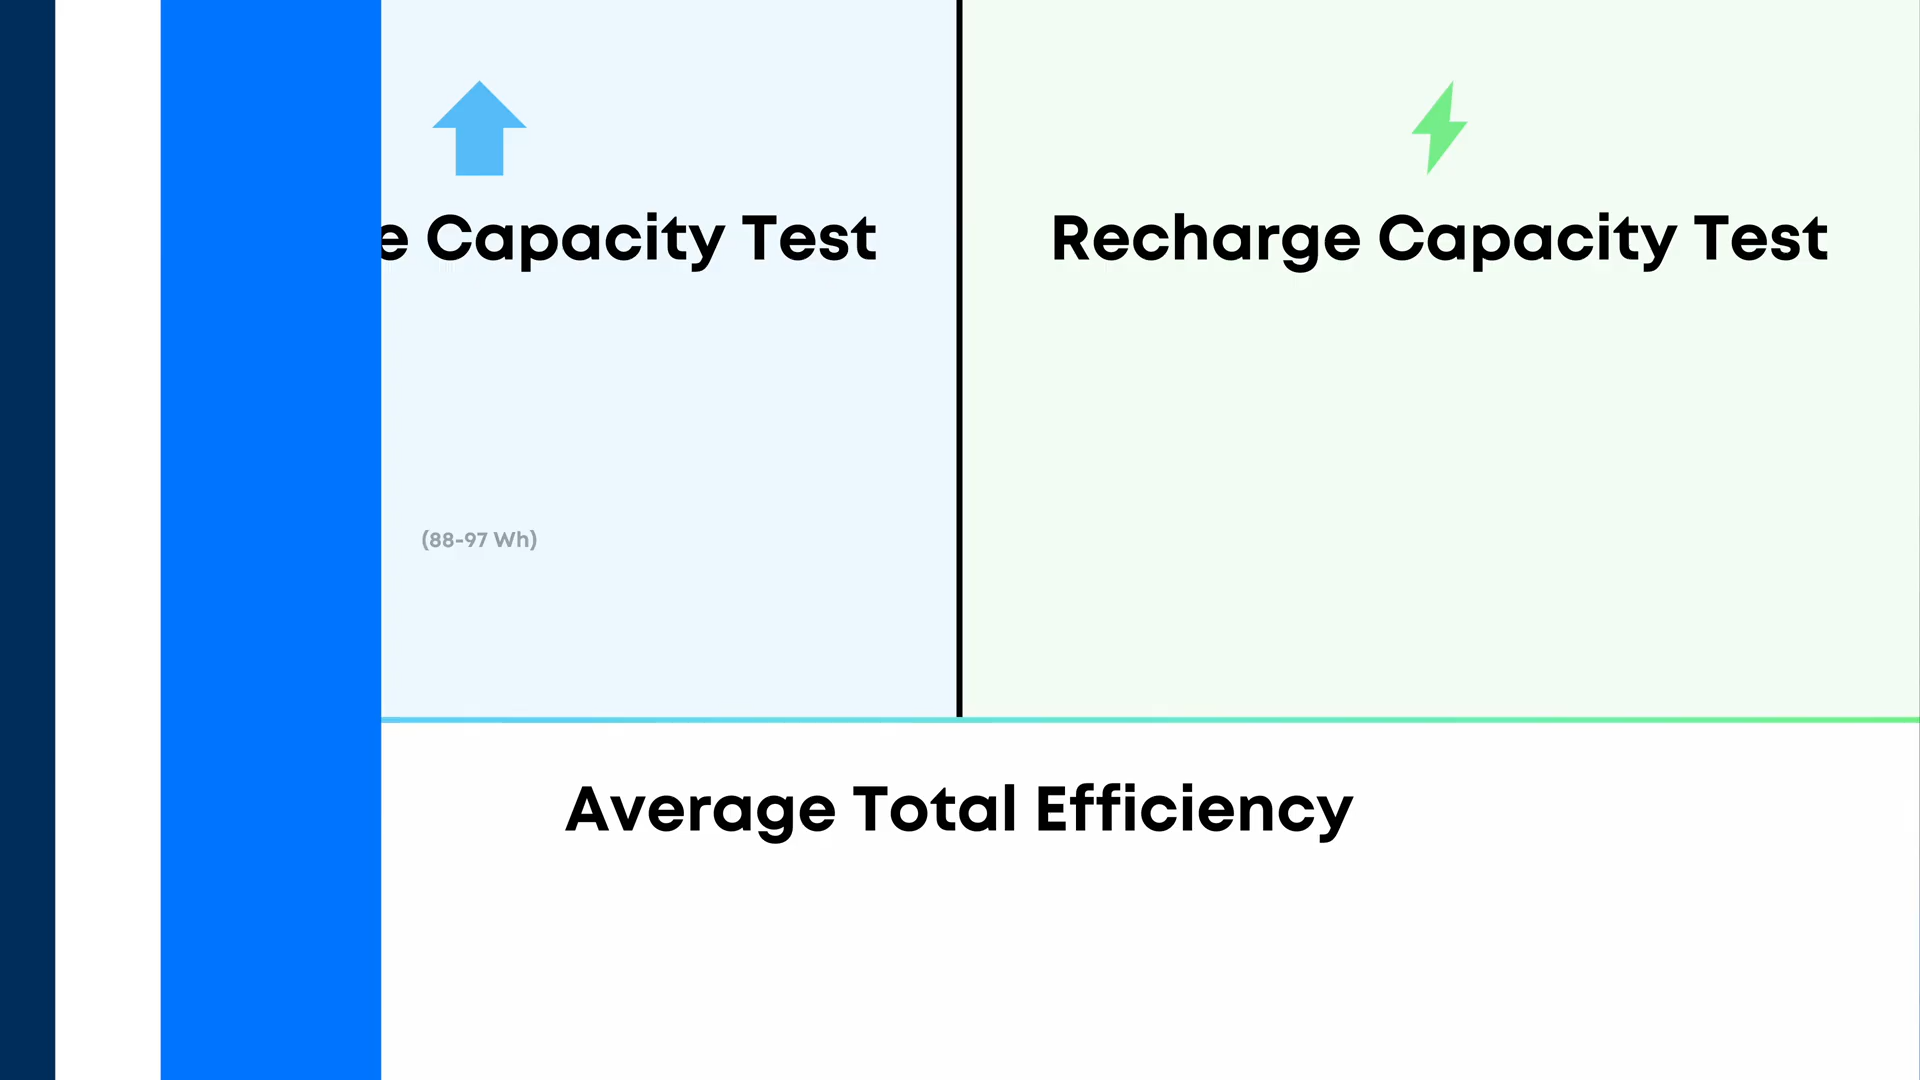 e Capacity Test
Recharge Capacity Test
(88-97 Wh)
Average Total Efficiency